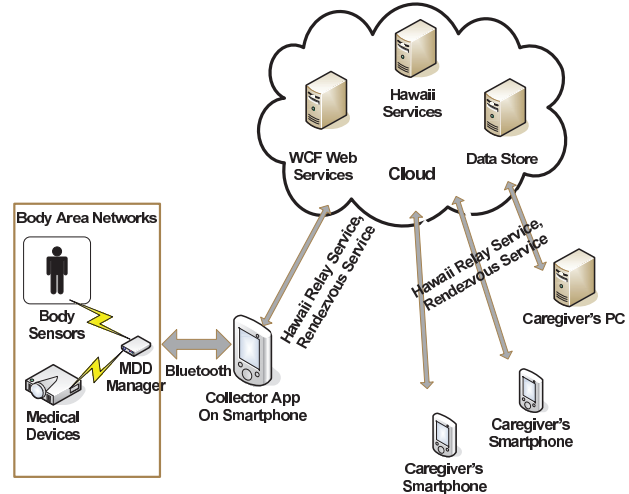 Hawaii
Services
WCF Web
Services
Cloud
Data Store
Body Area Networks
Body
Sensors
MDD
Manager
Medical
Devices
Bluetooth
Collector App
On Smartphone
Hawaii Relay Service,
Rendezvous Service
Hawaii Relay Service,
Rendezvous Service
Caregiver's PC
Caregiver's
Smartphone
Caregiver's
Smartphone